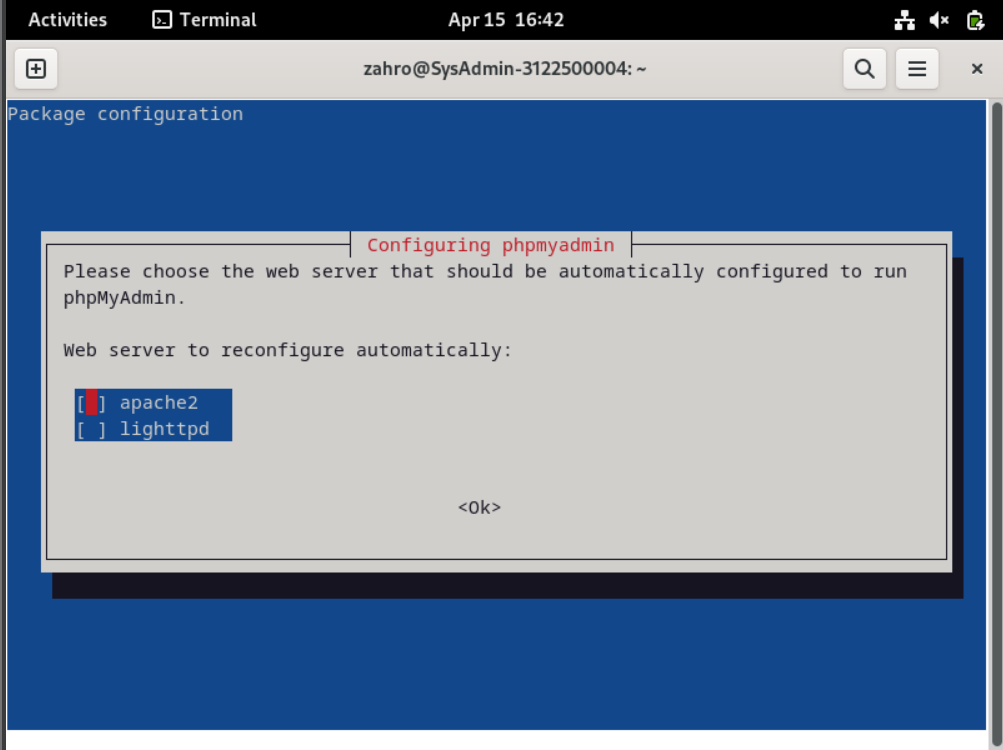 Activities Terminal Apr 15 16:42
zahro@SysAdmin-3122500004: ~
Package configuration
Configuring phpmyadmin
Please choose the web server that should be automatically configured to run
phpMyAdmin.
Web server to reconfigure automatically:
[ ] apache2
[ ] lighttpd
<Ok>